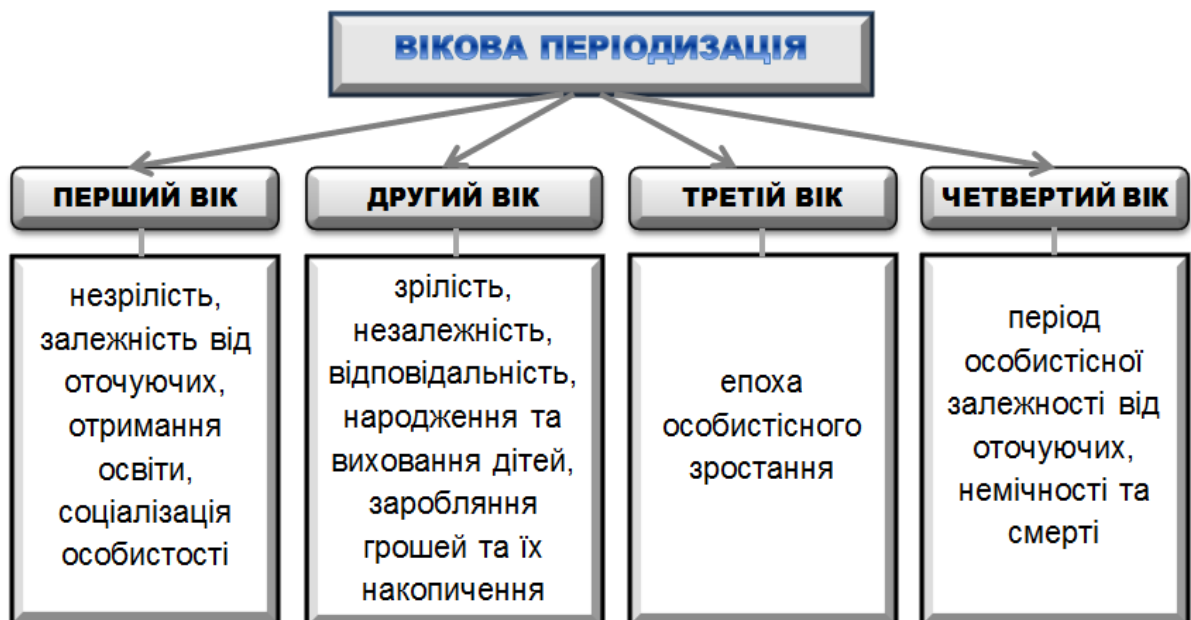 ВІКОВА ПЕРІОДИЗАЦІЯ
ПЕРШИЙ ВІК
незрілість,
залежність від
оточуючих,
отримання
освіти,
соціалізація
особистості
ДРУГИЙ ВІК
зрілість,
незалежність,
відповідальність,
народження та
виховання дітей,
заробляння
грошей та їх
накопичення
ТРЕТІЙ ВІК
епоха
особистісного
зростання
ЧЕТВЕРТИЙ ВІК
період
особистісної
залежності від
оточуючих,
немічності та
смерті